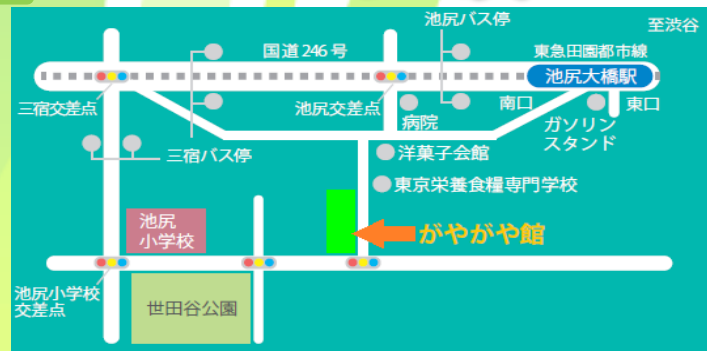 池尻バス停
至渋谷
国道246号
東急田園都市線
池尻大橋駅
三宿交差点
池尻交差点
南口
東口
病院
ガソリン
スタンド
三宿バス停
洋菓子会館
東京栄養食糧専門学校
池尻
小学校
がやがや館
池尻小学校
交差点
世田谷公園